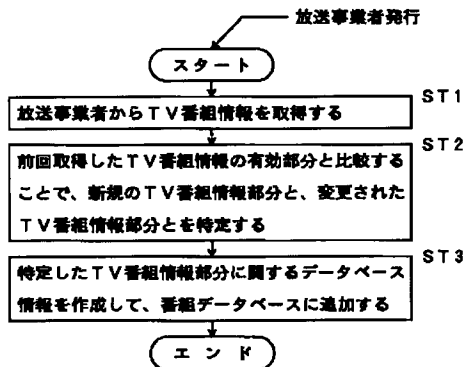 放送事業者発行
スタート
ST1
放送事業者からTV番組情報を取得する
ST2
前回取得したTV番組情報の有効部分と比較する
ことで、新規のTV番組情報部分と、変更された
TV番組情報部分とを特定する
ST3
特定したTV番組情報部分に関するデータベース
情報を作成して、番組データベースに追加する
エンド